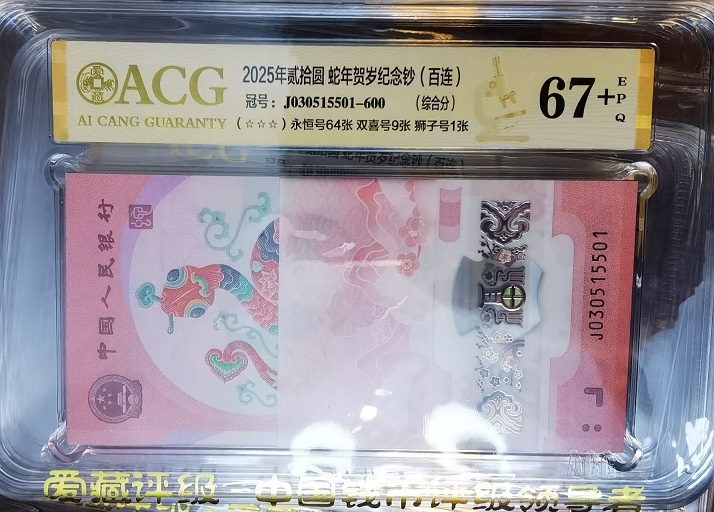 ACG
AI CANG GUARANTY
2025年贰拾圆 蛇年贺岁纪念钞（百连）
冠号：J030515501-600 （综合分）
（☆☆☆）永恒号64张 双喜号9张 狮子号1张
67+
EPQ
中国人民银行
J030515501
爱藏评级 中国钱币评级领导者